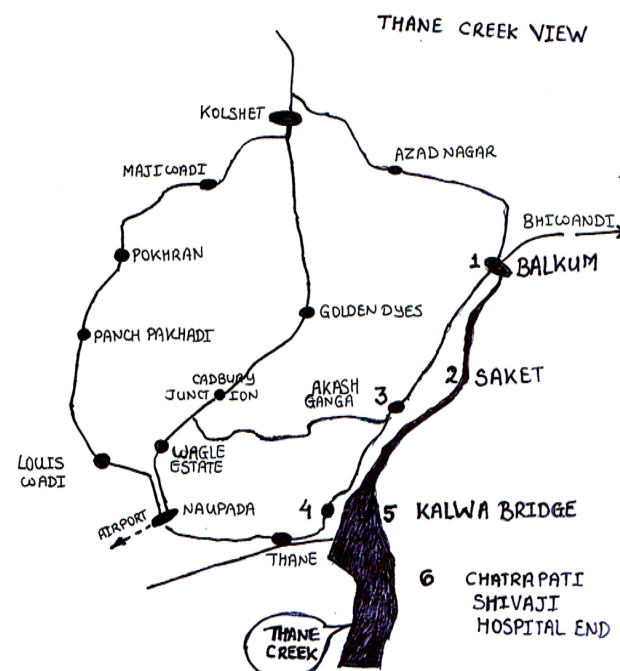 THANE CREEK VIEW
KOLSHET
AZAD NAGAR
MAJIWADI
BHIWANDI
POKHRAN
1 BALKUM
GOLDEN DYES
PANCH PAKHADI
CADBURY
JUNCTION
AKASH
GANGA
3
2 SAKET
WAGLE
ESTATE
LOUIS
WADI
NAUPADA
4
5 KALWA BRIDGE
AIRPORT
THANE
6 CHATRAPATI
SHIVAJI
HOSPITAL END
THANE
CREEK